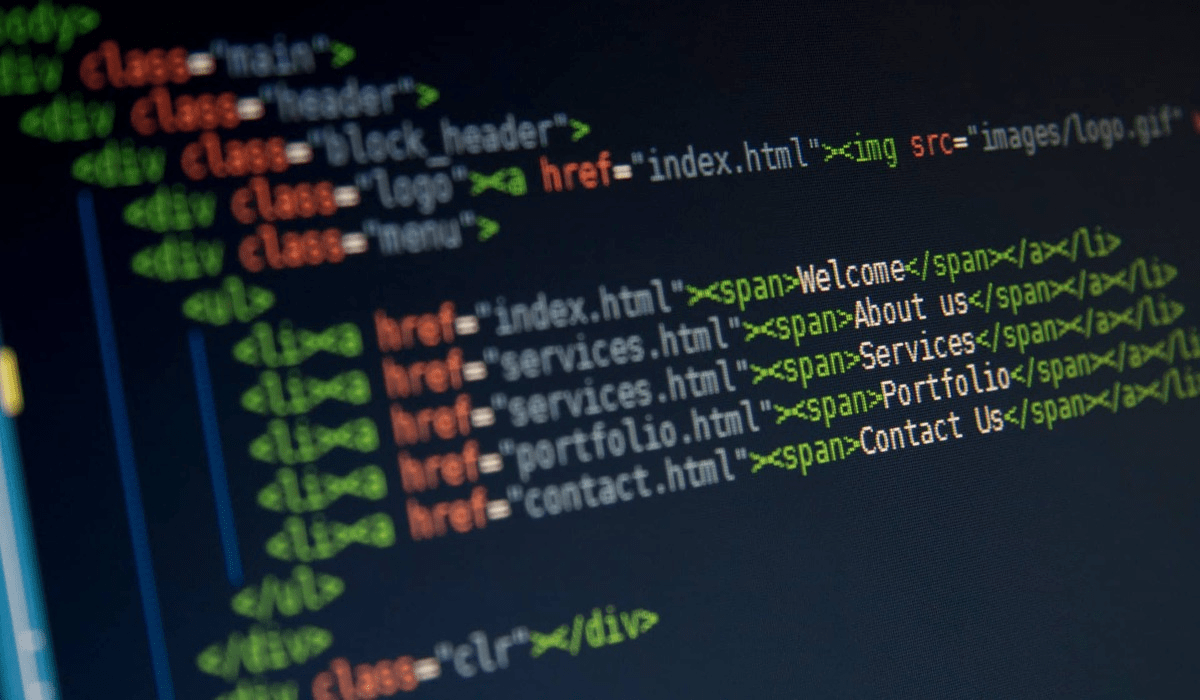 body>
div class="main">
<div class="header">
<div class="block_header">
<div class="logo"><a href="index.html"><img src="images/logo.gif"
<div class="menu">
<ul>
<li><a href="index.html"><span>Welcome</span></a></li>
<li><a href="services.html"><span>About us</span></a></li>
<li><a href="services.html"><span>Services</span></a></li>
<li><a href="portfolio.html"><span>Portfolio</span></a></li>
<li><a href="contact.html"><span>Contact Us</span></a></li>
</ul>
</div>
<div class="clr"></div>